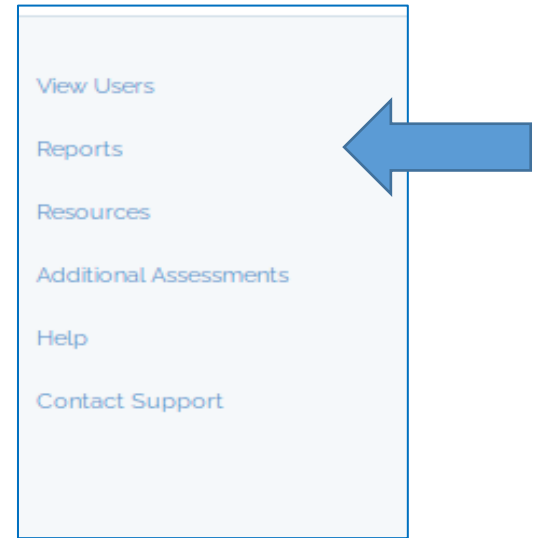 View Users
Reports
Resources
Additional Assessments
Help
Contact Support